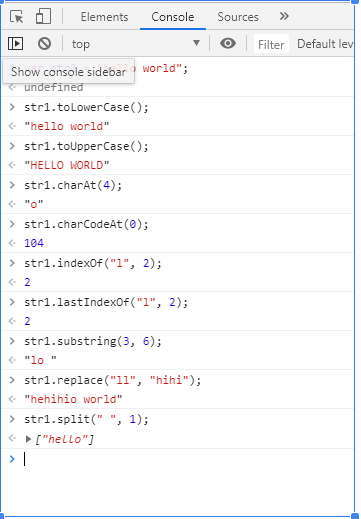 Elements Console Sources »
top Filter Default lev
Show console sidebar world";
undefined
str1.toLowerCase();
"hello world"
str1.toUpperCase();
"HELLO WORLD"
str1.charAt(4);
"o"
str1.charCodeAt(0);
104
str1.indexOf("l", 2);
2
str1.lastIndexOf("l", 2);
2
str1.substring(3, 6);
"lo "
str1.replace("ll", "hihi");
"hehihio world"
str1.split(" ", 1);
["hello"]